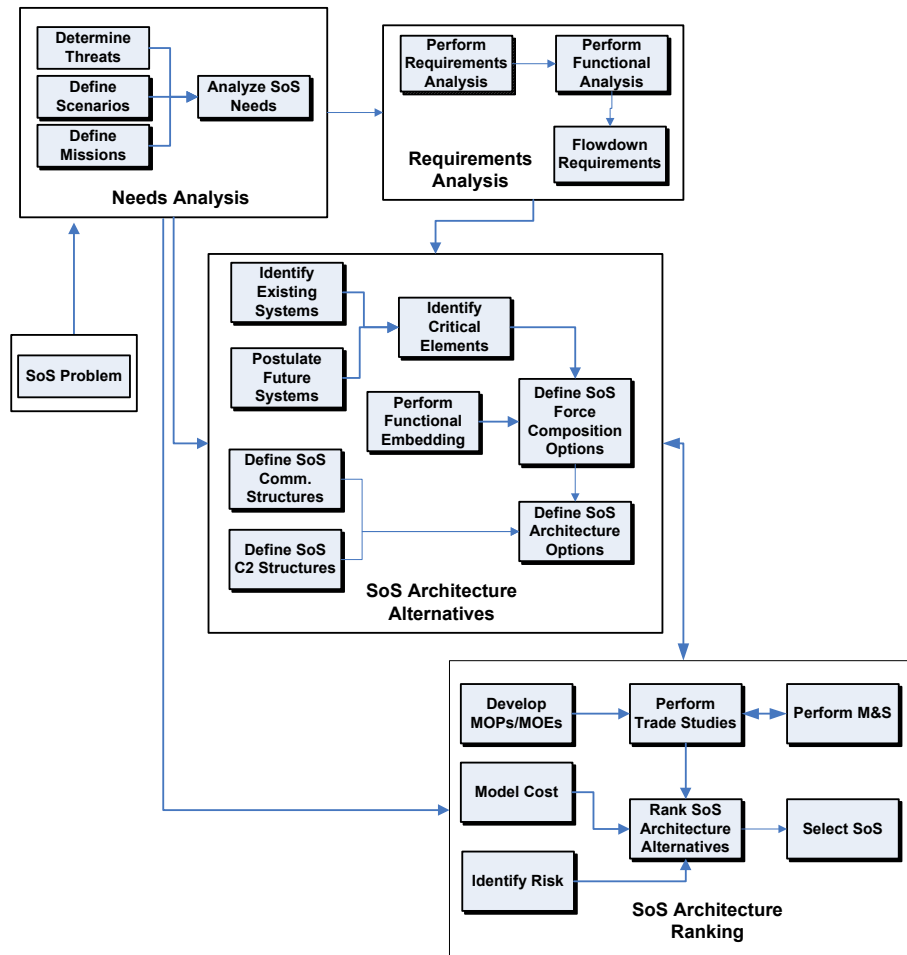 Determine
Threats
Define
Scenarios
Define
Missions
Analyze SoS
Needs
Needs Analysis
Perform
Requirements
Analysis
Perform
Functional
Analysis
Flowdown
Requirements
Requirements
Analysis
SoS Problem
Identify
Existing
Systems
Postulate
Future
Systems
Identify
Critical
Elements
Perform
Functional
Embedding
Define SoS
Force
Composition
Options
Define SoS
Comm.
Structures
Define SoS
C2 Structures
Define SoS
Architecture
Options
SoS Architecture
Alternatives
Develop
MOPs/MOEs
Perform
Trade Studies
Perform M&S
Model Cost
Rank SoS
Architecture
Alternatives
Select SoS
Identify Risk
SoS Architecture
Ranking